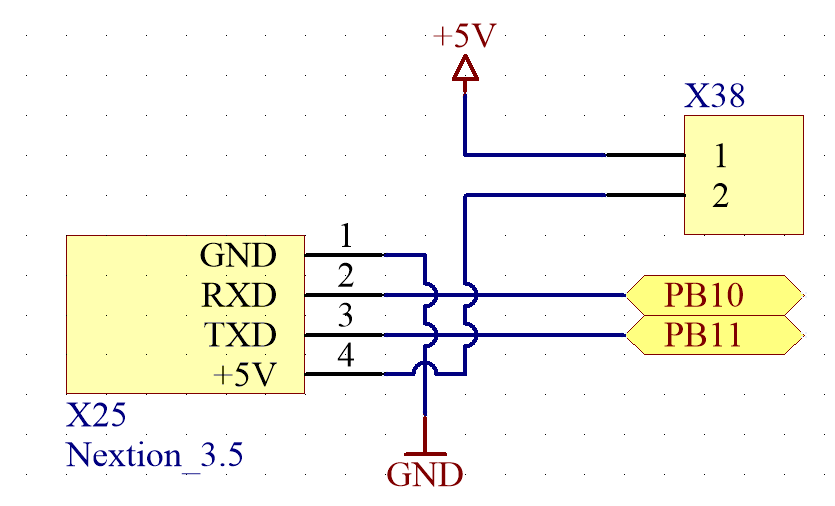 +5V
X38
1
2
GND 1
RXD 2
TXD 3
+5V 4
PB10
PB11
X25
Nextion_3.5
GND